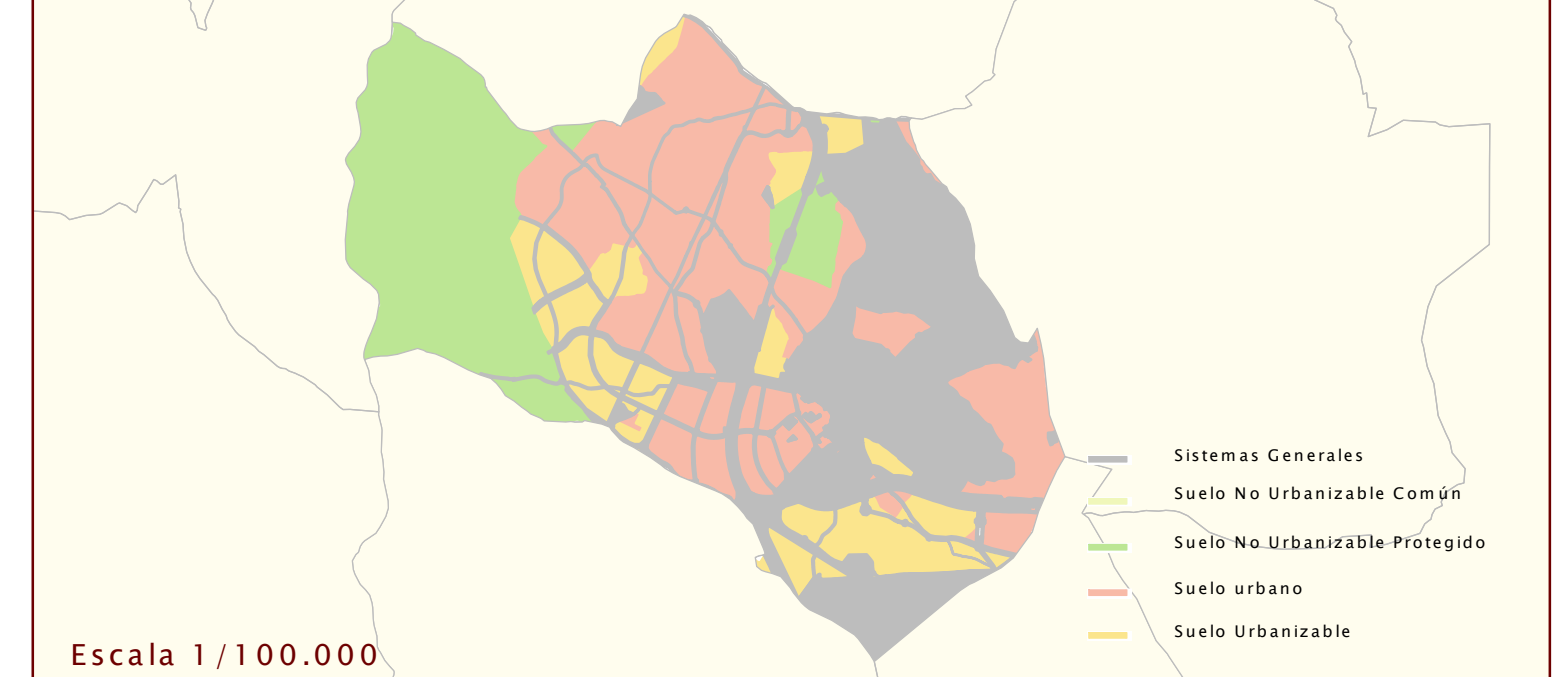 Sistemas Generales
Suelo No Urbanizable Común
Suelo No Urbanizable Protegido
Suelo urbano
Suelo Urbanizable
Escala 1/100.000